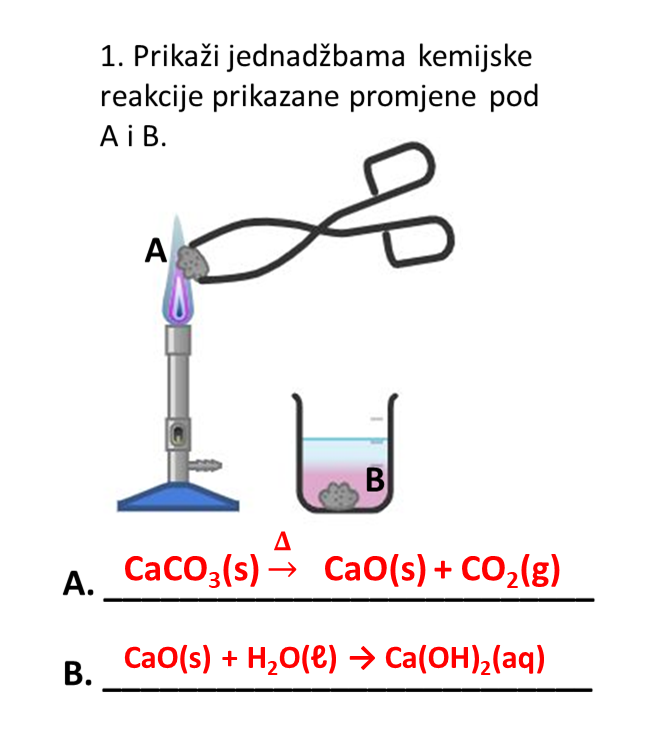 1. Prikaži jednadžbama kemijske
reakcije prikazane promjene pod
A i B.
A
B
Δ
A. CaCO₃(s) → CaO(s) + CO₂(g)
B. CaO(s) + H₂O(ℓ) → Ca(OH)₂(aq)